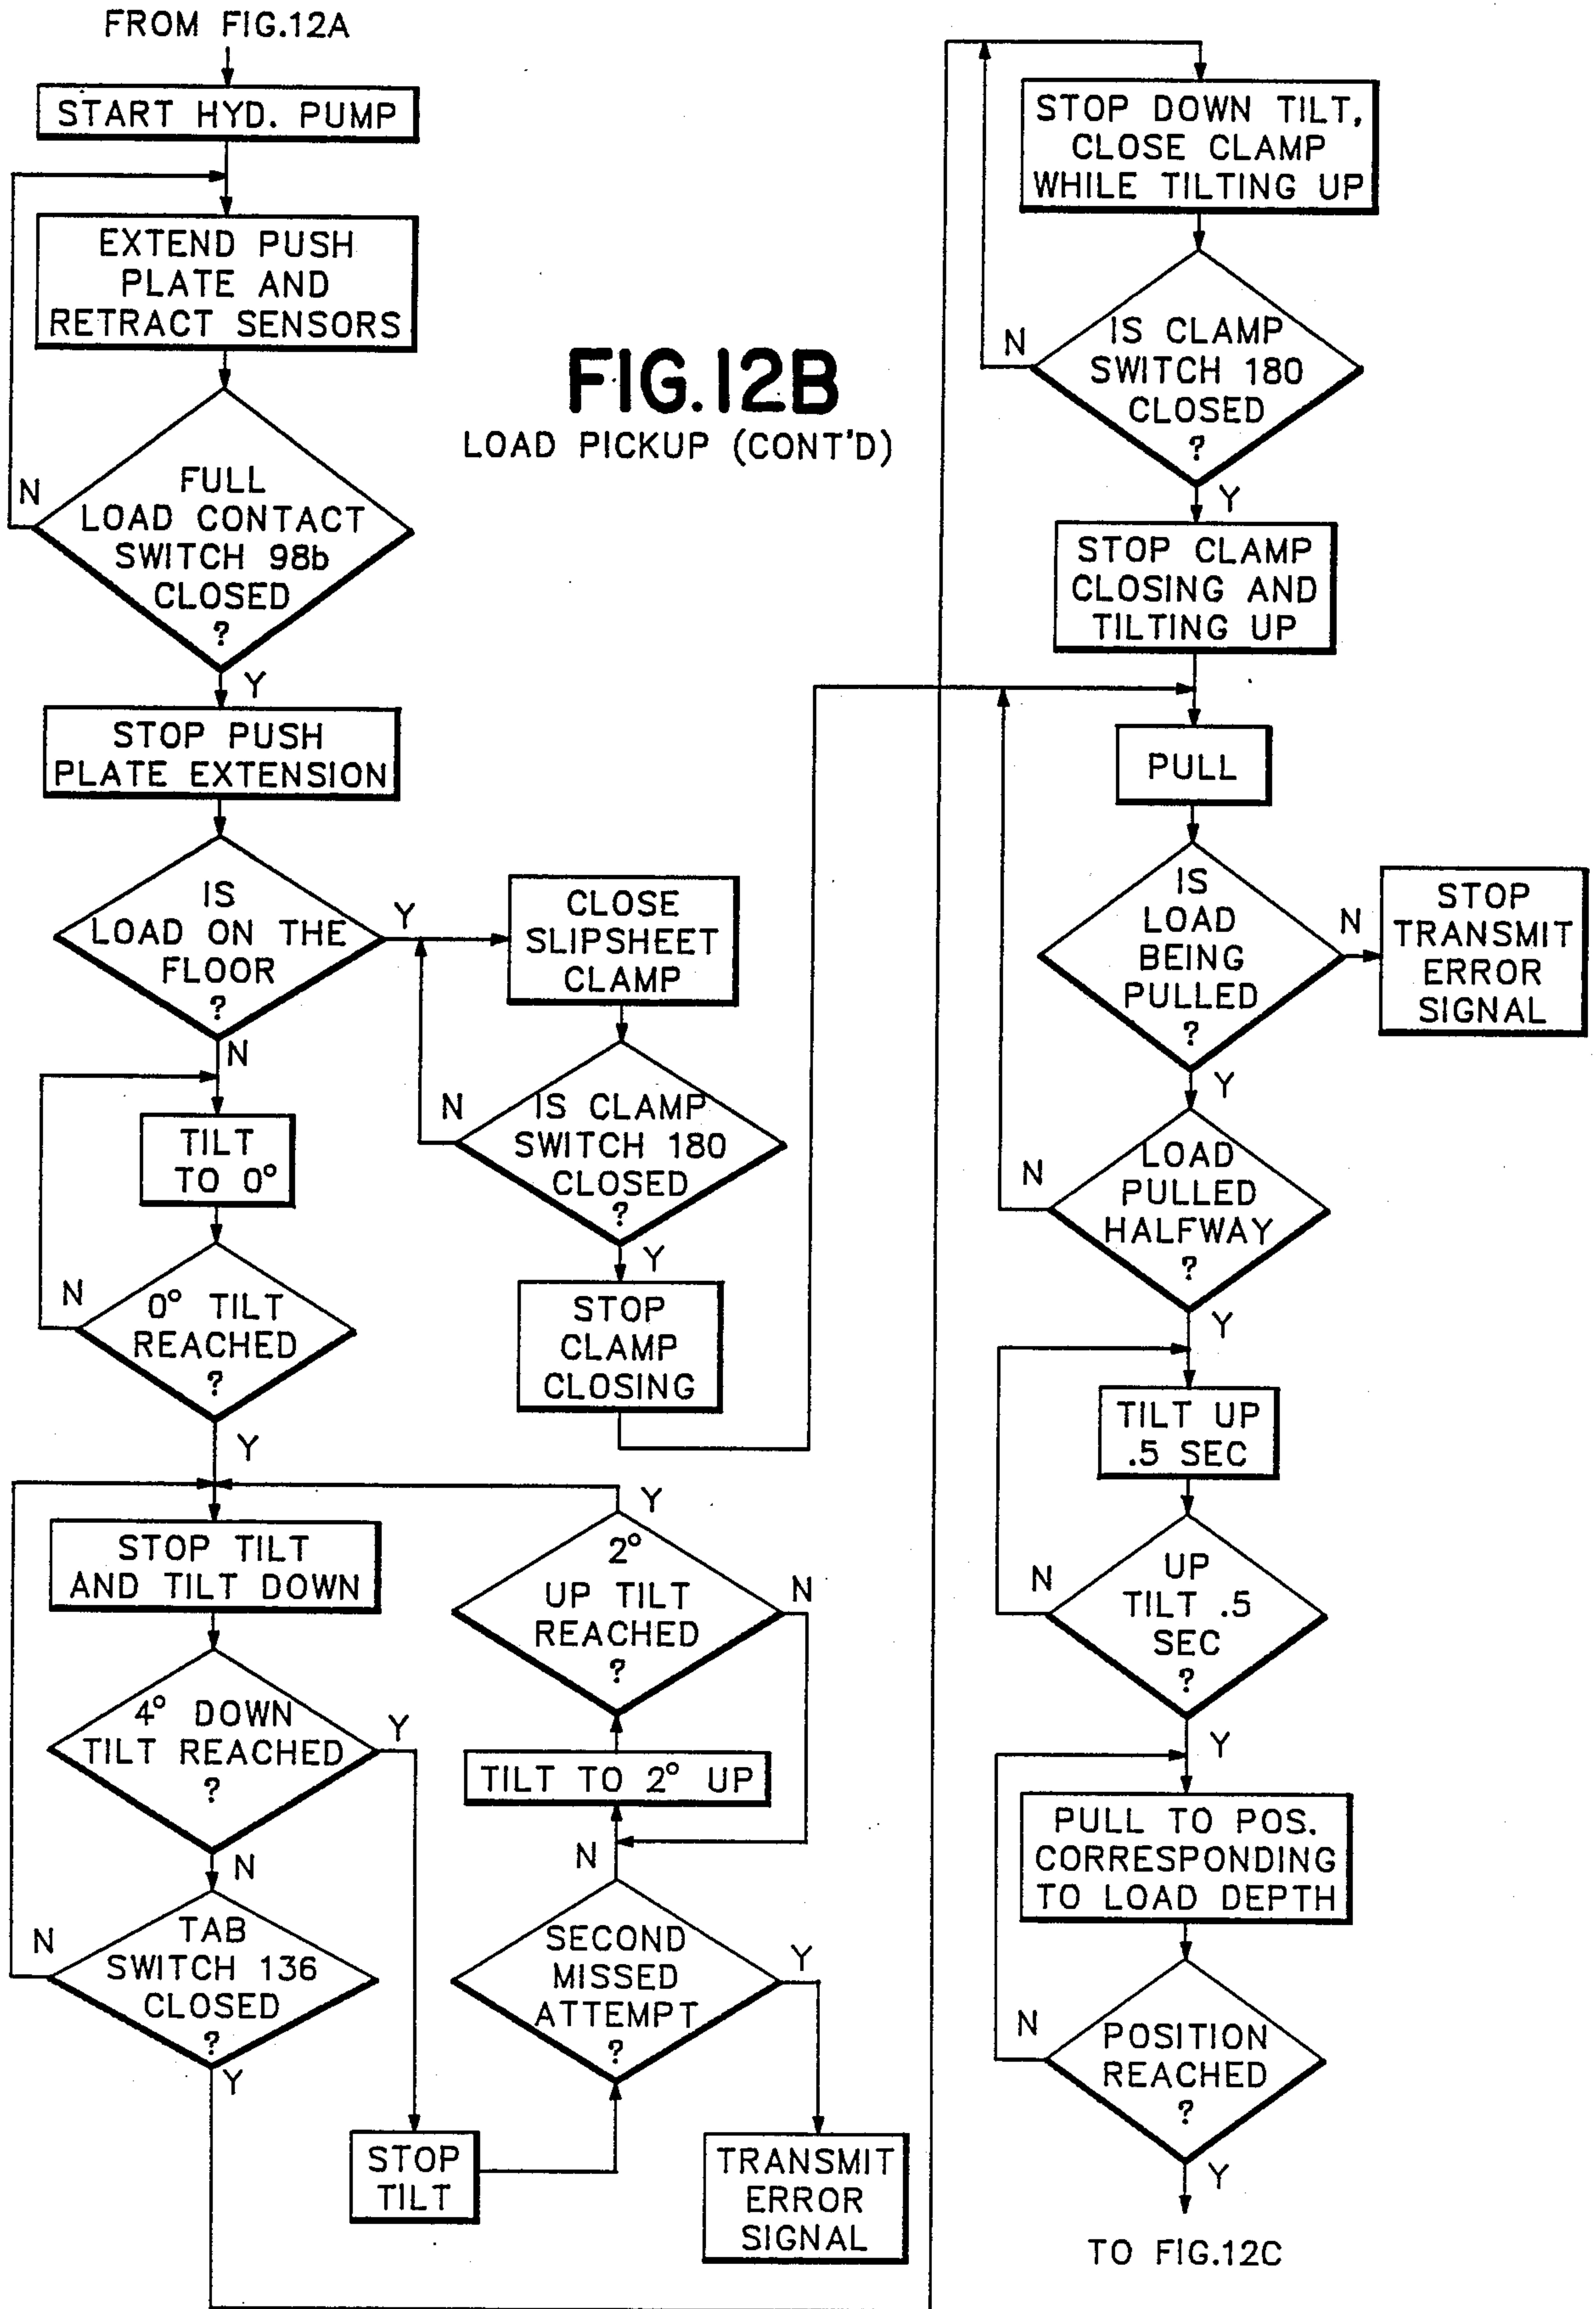 FROM FIG.12A
START HYD. PUMP
EXTEND PUSH
PLATE AND
RETRACT SENSORS
FIG.12B
LOAD PICKUP (CONT'D)
N
FULL
LOAD CONTACT
SWITCH 98b
CLOSED
?
Y
STOP PUSH
PLATE EXTENSION
IS
LOAD ON THE
FLOOR
?
Y
N
CLOSE
SLIPSHEET
CLAMP
N
IS CLAMP
SWITCH 180
CLOSED
?
Y
STOP
CLAMP
CLOSING
TILT
TO 0°
N
0° TILT
REACHED
?
Y
STOP TILT
AND TILT DOWN
4° DOWN
TILT REACHED
?
Y
N
N
TAB
SWITCH 136
CLOSED
?
Y
STOP
TILT
SECOND
MISSED
ATTEMPT
?
Y
N
TRANSMIT
ERROR
SIGNAL
TILT TO 2° UP
2°
UP TILT
REACHED
?
N
Y
STOP DOWN TILT,
CLOSE CLAMP
WHILE TILTING UP
N
IS CLAMP
SWITCH 180
CLOSED
?
Y
STOP CLAMP
CLOSING AND
TILTING UP
PULL
IS
LOAD
BEING
PULLED
?
N
STOP
TRANSMIT
ERROR
SIGNAL
Y
N
LOAD
PULLED
HALFWAY
?
Y
TILT UP
.5 SEC
N
UP
TILT .5
SEC
?
Y
PULL TO POS.
CORRESPONDING
TO LOAD DEPTH
N
POSITION
REACHED
?
Y
TO FIG.12C